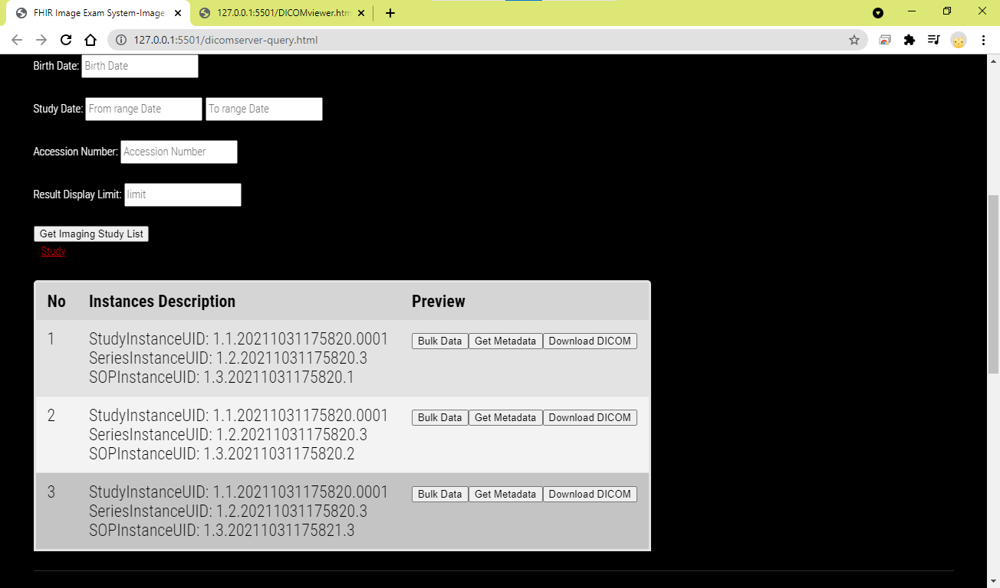 FHIR Image Exam System-Image
127.0.0.1:5501/DICOMviewer.htm
127.0.0.1:5501/dicomserver-query.html
Birth Date: Birth Date
Study Date: From range Date To range Date
Accession Number: Accession Number
Result Display Limit: limit
Get Imaging Study List
Study
No Instances Description Preview
1 StudyInstanceUID: 1.1.20211031175820.0001 Bulk Data Get Metadata Download DICOM
SeriesInstanceUID: 1.2.20211031175820.3
SOPInstanceUID: 1.3.20211031175820.1
2 StudyInstanceUID: 1.1.20211031175820.0001 Bulk Data Get Metadata Download DICOM
SeriesInstanceUID: 1.2.20211031175820.3
SOPInstanceUID: 1.3.20211031175820.2
3 StudyInstanceUID: 1.1.20211031175820.0001 Bulk Data Get Metadata Download DICOM
SeriesInstanceUID: 1.2.20211031175820.3
SOPInstanceUID: 1.3.20211031175821.3